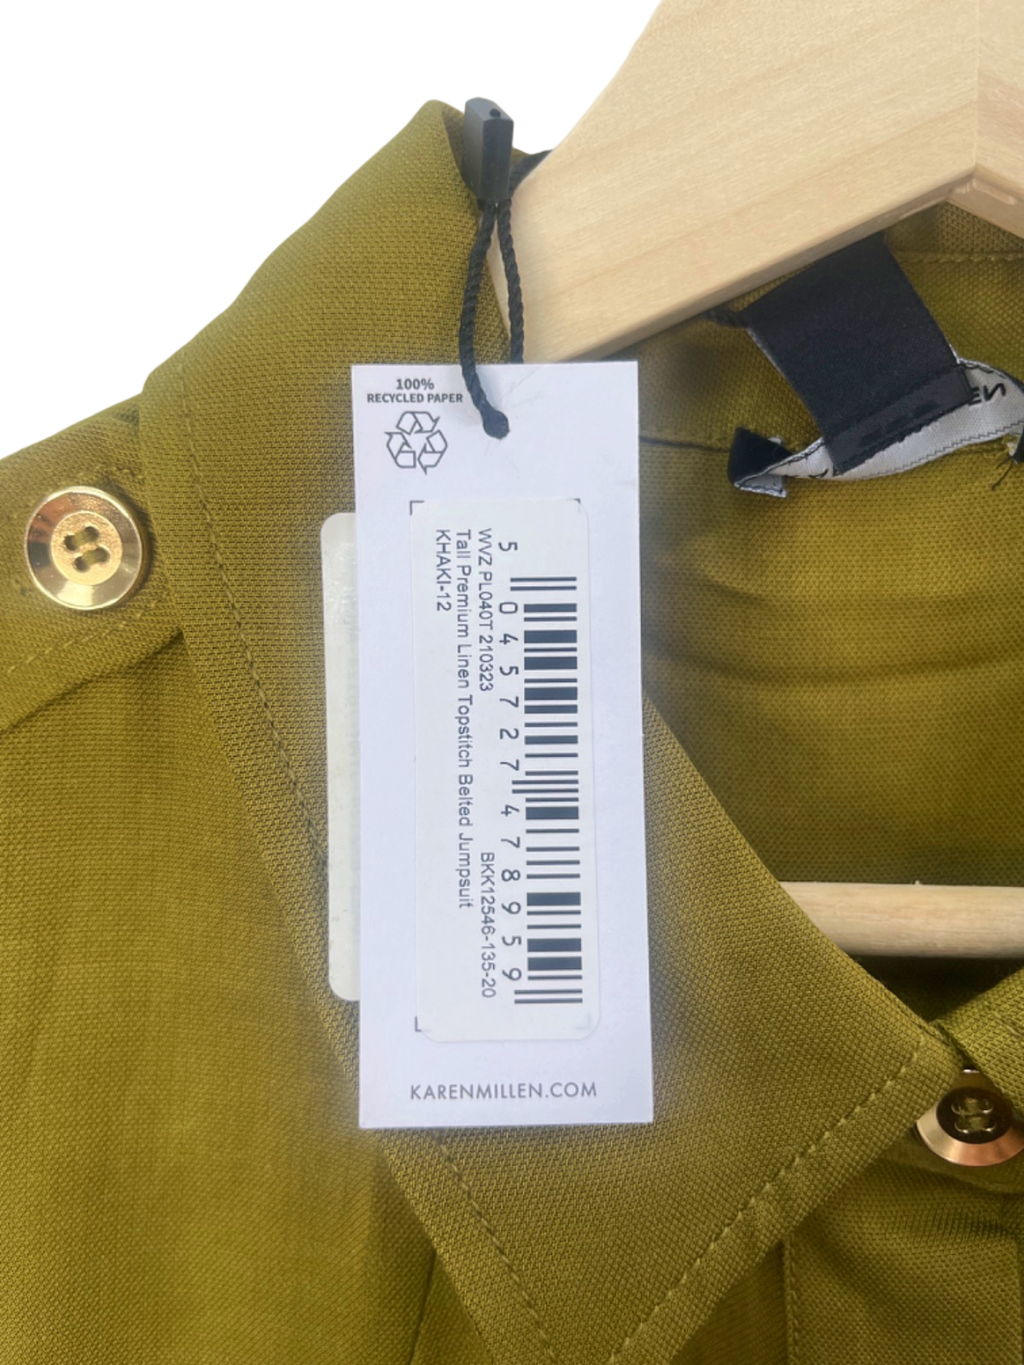 100%
RECYCLED PAPER
5 045727 478959
WVZ PL040T 210323 BKK12546-135-20
Tall Premium Linen Topstitch Belted Jumpsuit
KHAKI-12
KARENMILLEN.COM
EN